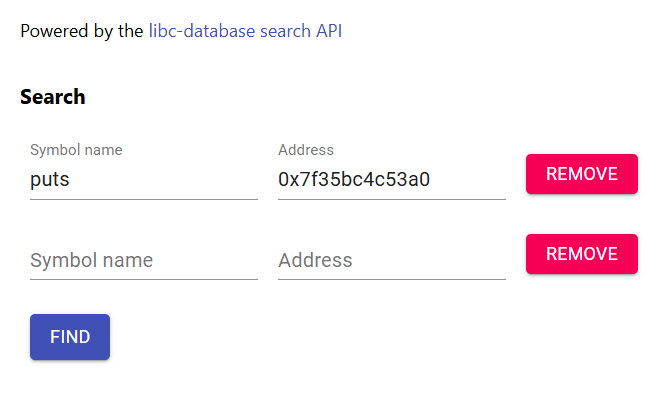 Powered by the libc-database search API
Search
Symbol name Address
puts 0x7f35bc4c53a0 REMOVE
Symbol name Address REMOVE
FIND